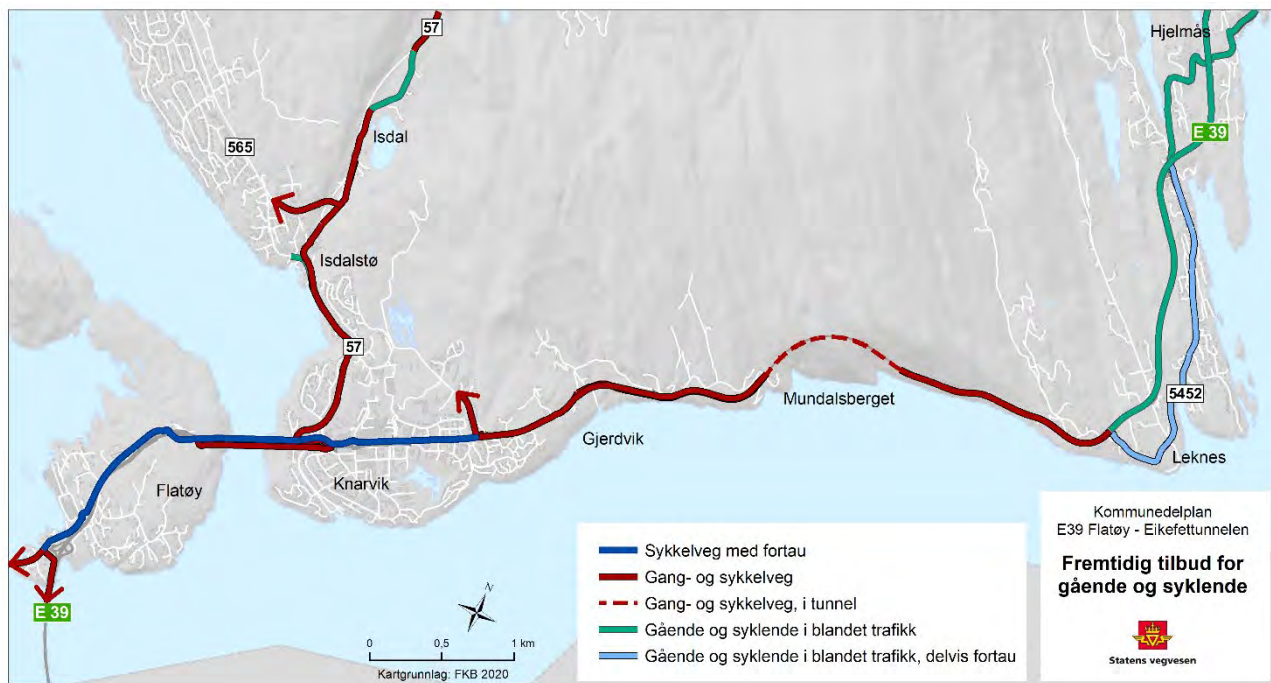 57
Hjelmås
Isdal
E 39
565
Isdalstø
57
Mundalsberget
5452
Gjerdvik
Leknes
Flatøy
Knarvik
E 39
N
0 1 km
Kartgrunnlag: FKB 2020
Sykkelveg med fortau
Gang- og sykkelveg
Gang- og sykkelveg, i tunnel
Gående og syklende i blandet trafikk
Gående og syklende i blandet trafikk, delvis fortau
Kommunedelplan
E39 Flatøy - Eikefettunnelen
Fremtidig tilbud for
gående og syklende
Statens vegvesen